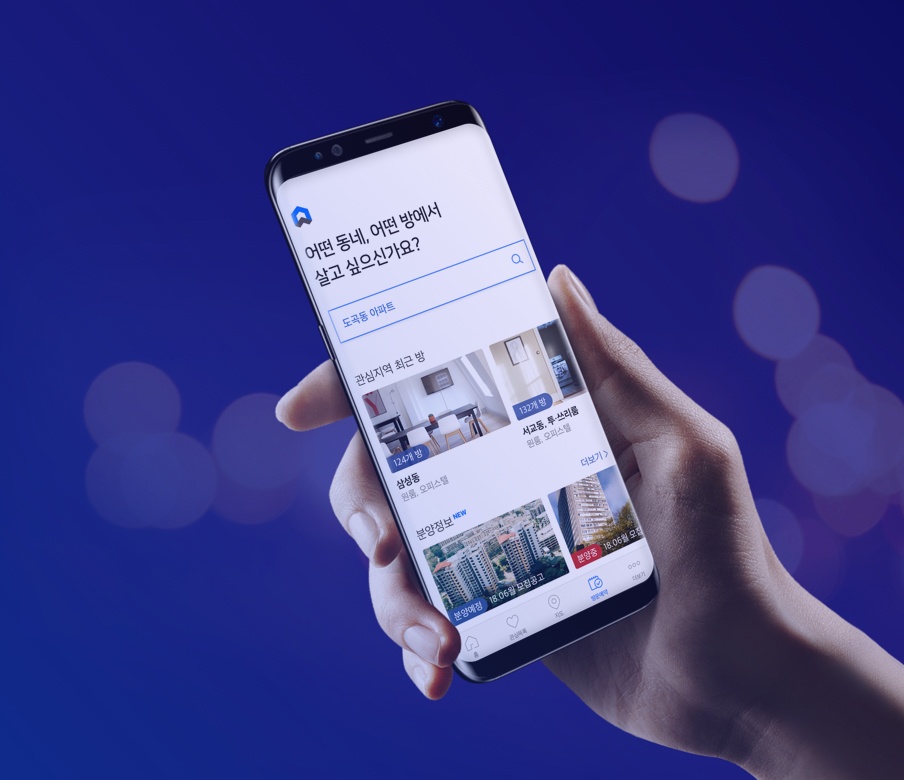 어떤 동네, 어떤 방에서
살고 싶으신가요?
도곡동 아파트
관심지역 최근 방
124개 방
132개 방
삼성동
원룸, 오피스텔
서교동, 투·쓰리룸
원룸, 오피스텔
더보기
분양정보 NEW
분양예정 18.06월 모집공고
분양중 18.06월 모집
홈
관심목록
지도
방문예약
더보기